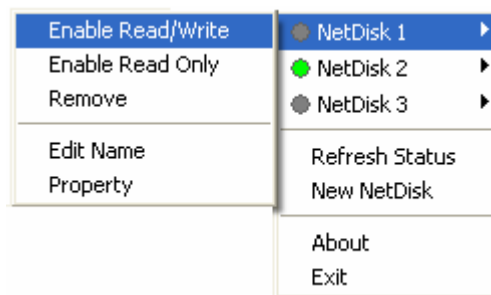 Enable Read/Write
Enable Read Only
Remove
Edit Name
Property
NetDisk 1
NetDisk 2
NetDisk 3
Refresh Status
New NetDisk
About
Exit